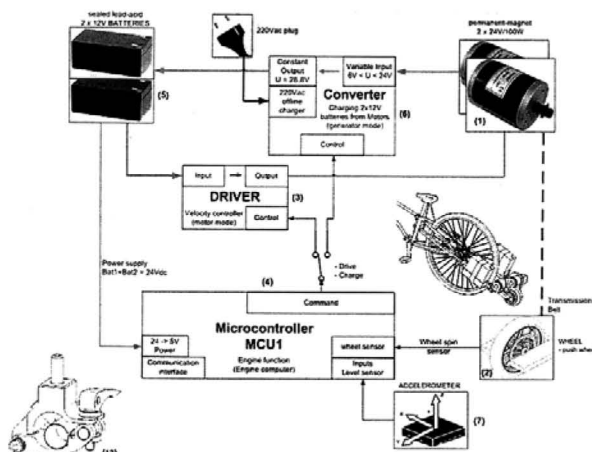 sealed lead-acid
2 x 12V BATTERIES
(5)
220Vac plug
Constant
Output
U = 28.8V
Variable Input
6V < U < 24V
220Vac
offline
charger
Converter
Charging 2x12V
batteries from Motors
(generator mode)
Control
(6)
permanent-magnet
2 x 24V/100W
(1)
Input
Output
DRIVER
(3)
Velocity controller
(motor mode)
Control
- Drive
- Charge
Power supply
Bat1+Bat2 = 24Vdc
(4)
Command
Microcontroller
MCU1
Engine function
(Engine computer)
24 -> 5V
Power
Communication
interface
wheel sensor
Inputs
Level sensor
Wheel spin
sensor
Transmission
Belt
WHEEL
- push
(2)
ACCELEROMETER
(7)